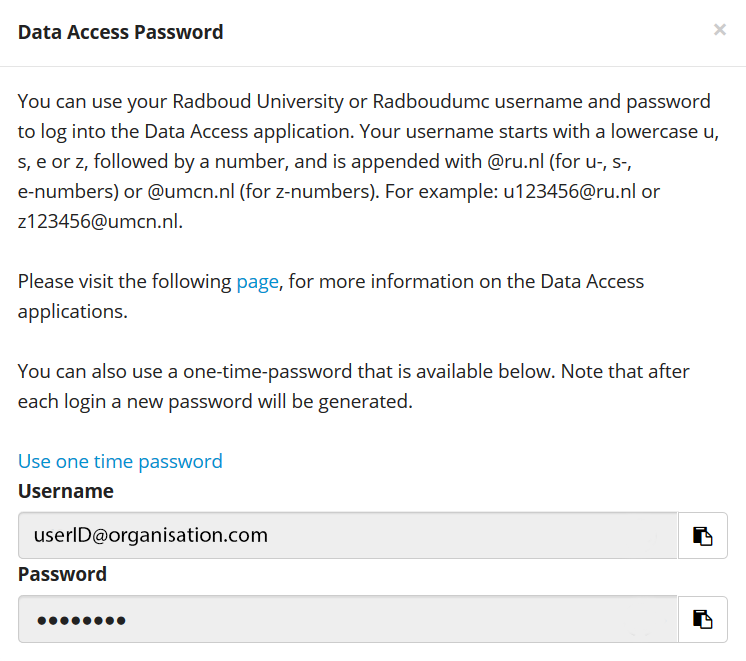 Data Access Password ×
You can use your Radboud University or Radboudumc username and password
to log into the Data Access application. Your username starts with a lowercase u,
s, e or z, followed by a number, and is appended with @ru.nl (for u-, s-,
e-numbers) or @umcn.nl (for z-numbers). For example: u123456@ru.nl or
z123456@umcn.nl.
Please visit the following page, for more information on the Data Access
applications.
You can also use a one-time-password that is available below. Note that after
each login a new password will be generated.
Use one time password
Username
userID@organisation.com
Password
••••••••